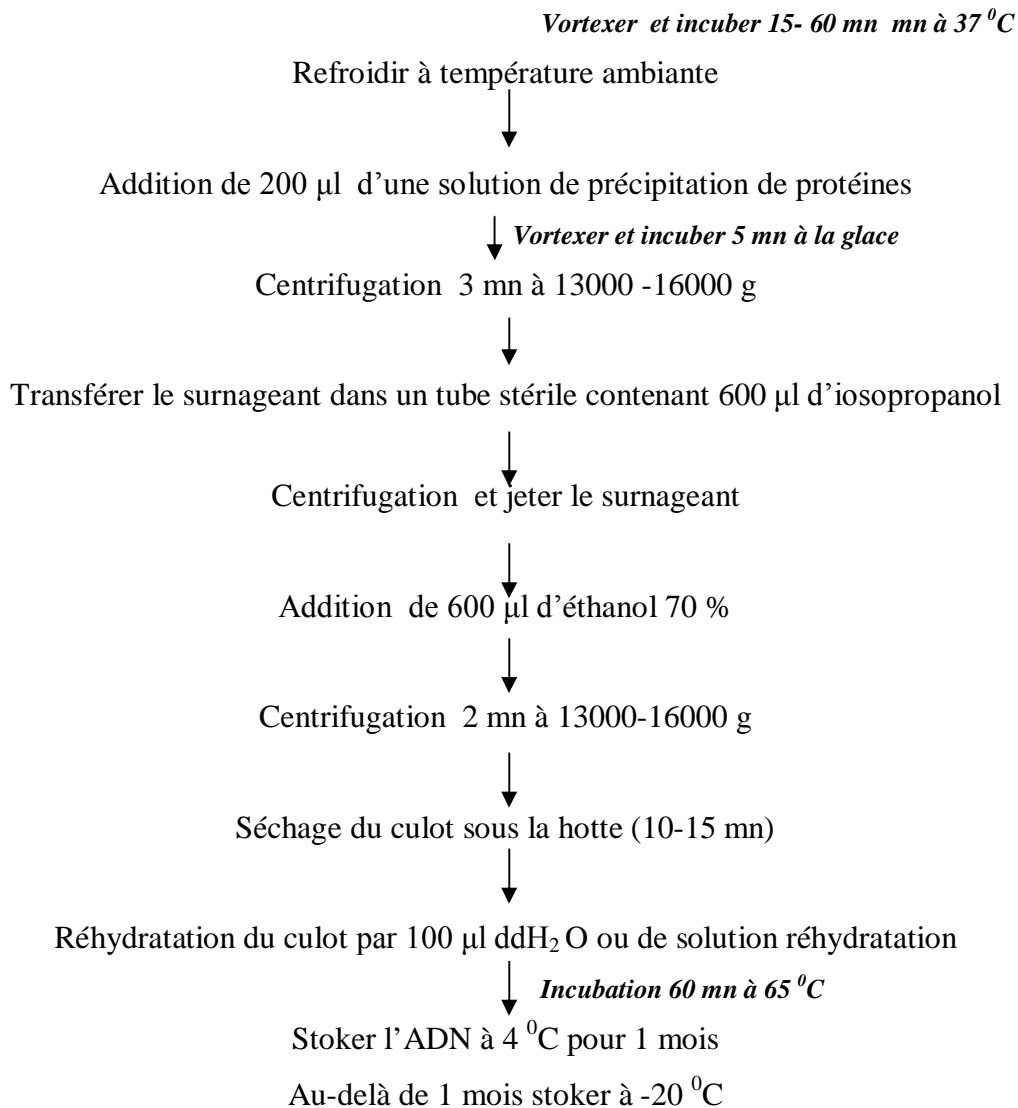 Vortexer et incuber 15- 60 mn mn à 37 ⁰C
Refroidir à température ambiante
Addition de 200 µl d’une solution de précipitation de protéines
Vortexer et incuber 5 mn à la glace
Centrifugation 3 mn à 13000 -16000 g
Transférer le surnageant dans un tube stérile contenant 600 µl d’iosopropanol
Centrifugation et jeter le surnageant
Addition de 600 µl d’éthanol 70 %
Centrifugation 2 mn à 13000-16000 g
Séchage du culot sous la hotte (10-15 mn)
Réhydratation du culot par 100 µl ddH₂ O ou de solution réhydratation
Incubation 60 mn à 65 ⁰C
Stoker l’ADN à 4 ⁰C pour 1 mois
Au-delà de 1 mois stoker à -20 ⁰C